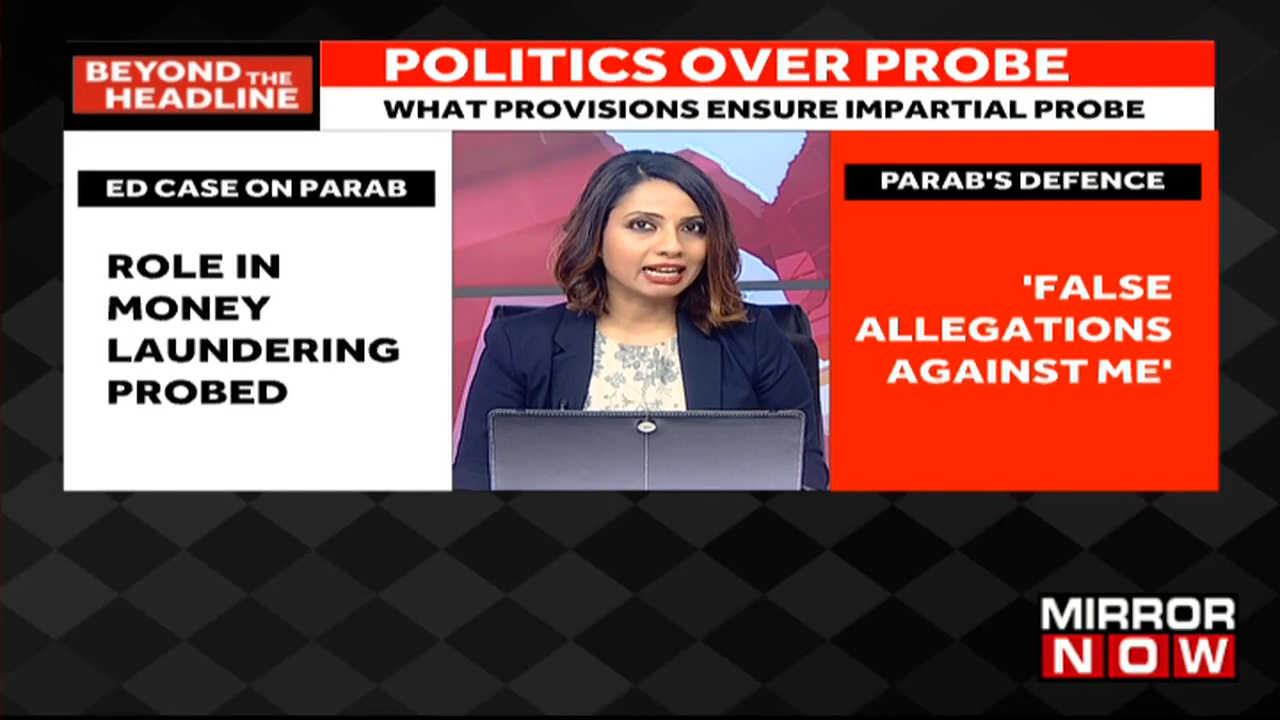 BEYOND THE
HEADLINE
POLITICS OVER PROBE
WHAT PROVISIONS ENSURE IMPARTIAL PROBE
ED CASE ON PARAB
ROLE IN
MONEY
LAUNDERING
PROBED
PARAB'S DEFENCE
'FALSE
ALLEGATIONS
AGAINST ME'
MIRROR
NOW